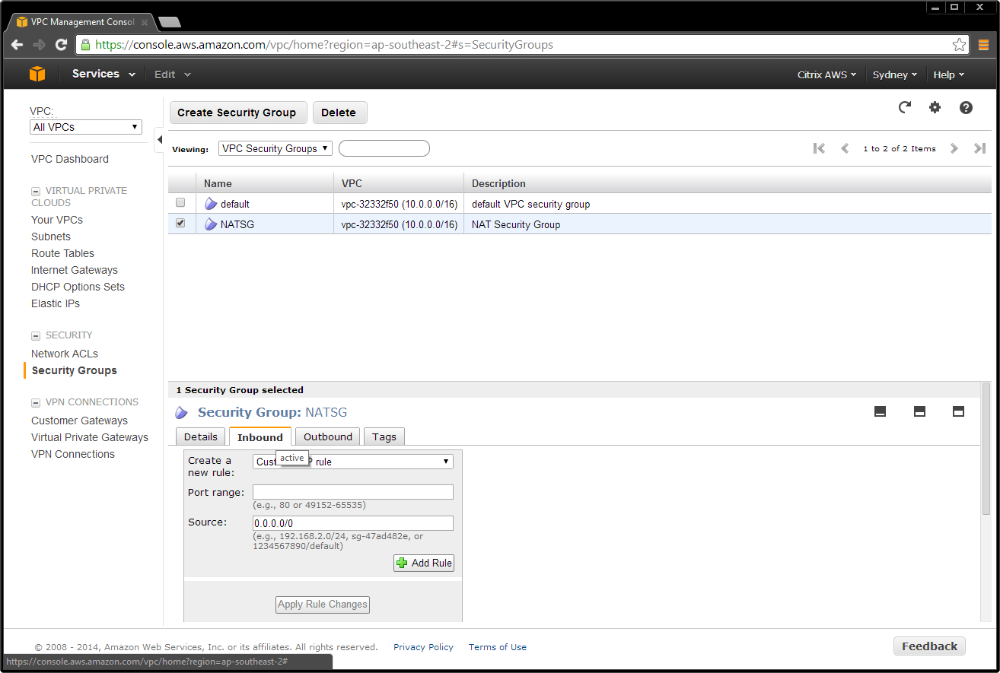 VPC Management Consol
https://console.aws.amazon.com/vpc/home?region=ap-southeast-2#s=SecurityGroups
Services Edit Citrix AWS Sydney Help
VPC:
All VPCs
VPC Dashboard
VIRTUAL PRIVATE
CLOUDS
Your VPCs
Subnets
Route Tables
Internet Gateways
DHCP Options Sets
Elastic IPs
SECURITY
Network ACLs
Security Groups
VPN CONNECTIONS
Customer Gateways
Virtual Private Gateways
VPN Connections
Create Security Group Delete
Viewing: VPC Security Groups 1 to 2 of 2 Items
Name VPC Description
default vpc-32332f50 (10.0.0.0/16) default VPC security group
NATSG vpc-32332f50 (10.0.0.0/16) NAT Security Group
1 Security Group selected
Security Group: NATSG
Details Inbound Outbound Tags
active
Create a
new rule:
rule
Port range:
(e.g., 80 or 49152-65535)
Source: 0.0.0.0/0
(e.g., 192.168.2.0/24, sg-47ad482e, or
1234567890/default)
Add Rule
Apply Rule Changes
© 2008 - 2014, Amazon Web Services, Inc. or its affiliates. All rights reserved. Privacy Policy Terms of Use Feedback
https://console.aws.amazon.com/vpc/home?region=ap-southeast-2#